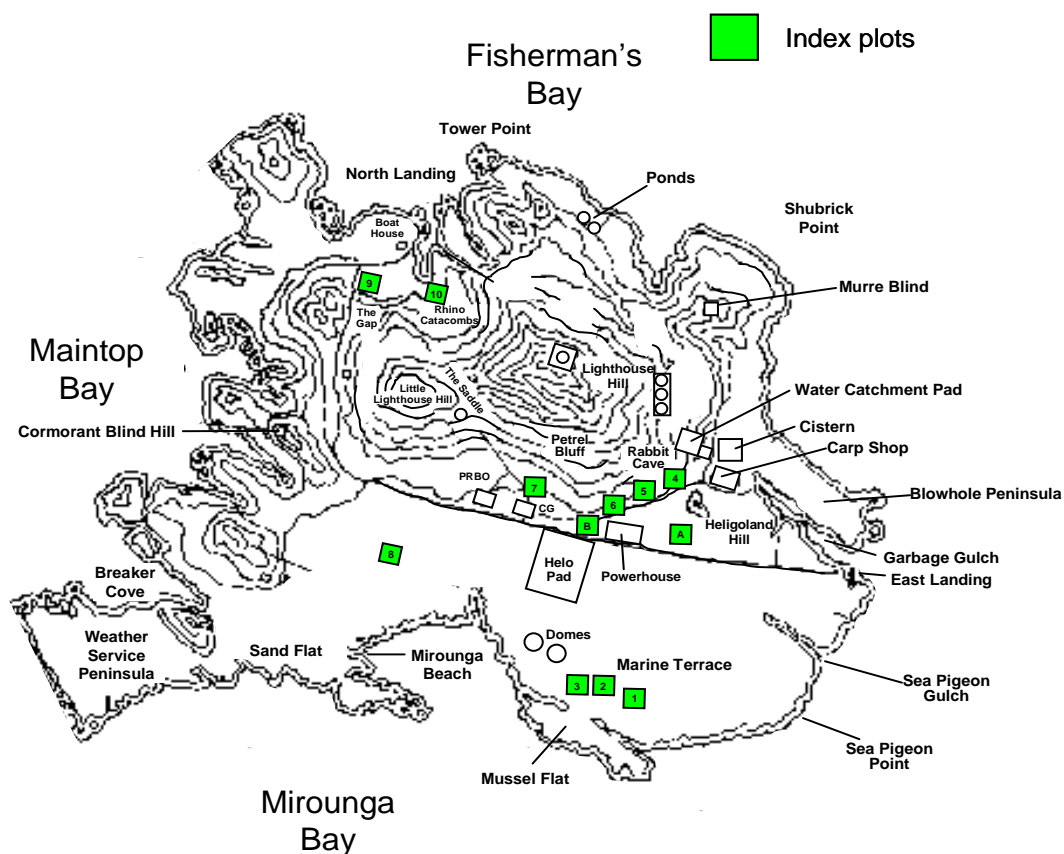 Index plots
Fisherman's
Bay
Tower Point
North Landing
Ponds
Boat
House
Shubrick
Point
Murre Blind
9
10
The
Gap
Rhino
Catacombs
Maintop
Bay
Lighthouse
Hill
The Saddle
Little
Lighthouse Hill
Water Catchment Pad
Cistern
Cormorant Blind Hill
Petrel
Bluff
Rabbit
Cave
Carp Shop
PRBO
7
4
5
6
CG
B
A
Heligoland
Hill
Blowhole Peninsula
8
Helo
Pad
Powerhouse
Garbage Gulch
East Landing
Breaker
Cove
Weather
Service
Peninsula
Sand Flat
Mirounga
Beach
Domes
Marine Terrace
3
2
1
Sea Pigeon
Gulch
Sea Pigeon
Point
Mussel Flat
Mirounga
Bay